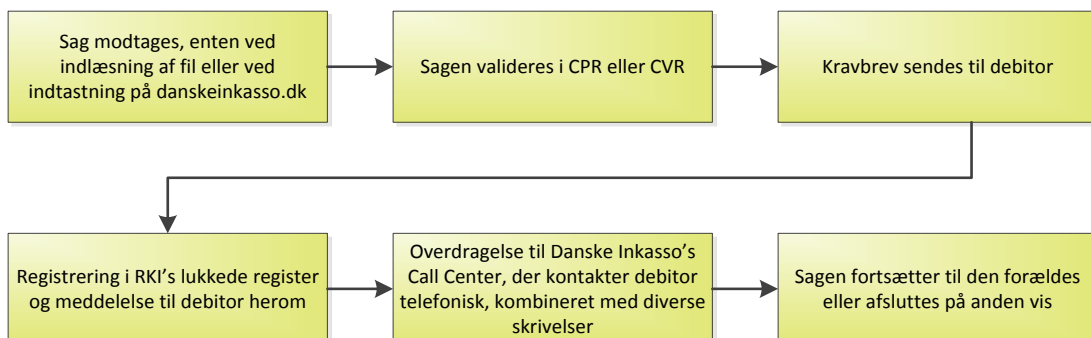 Sag modtages, enten ved
indlæsning af fil eller ved
indtastning på danskeinkasso.dk
Sagen valideres i CPR eller CVR
Kravbrev sendes til debitor
Registrering i RKI’s lukkede register
og meddelelse til debitor herom
Overdragelse til Danske Inkasso’s
Call Center, der kontakter debitor
telefonisk, kombineret med diverse
skrivelser
Sagen fortsætter til den forældes
eller afsluttes på anden vis